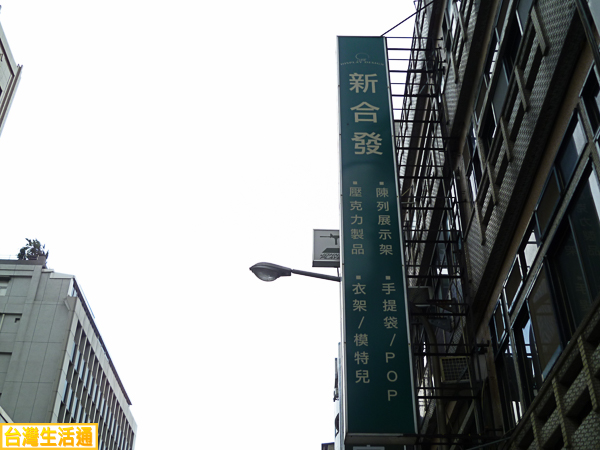 新合發
■陳列展示架
■手提袋/POP
■壓克力製品
■衣架/模特兒
台灣生活通